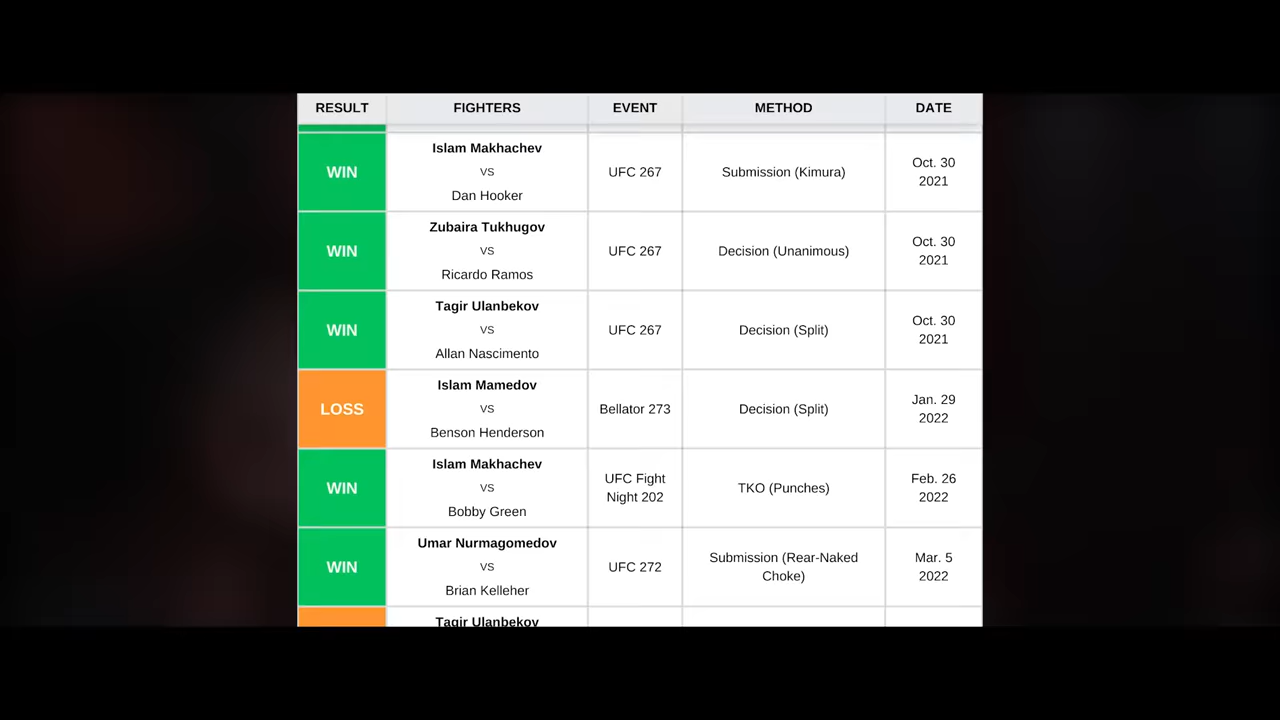 RESULT FIGHTERS EVENT METHOD DATE
WIN
Islam Makhachev
VS
Dan Hooker
UFC 267
Submission (Kimura)
Oct. 30
2021
WIN
Zubaira Tukhugov
VS
Ricardo Ramos
UFC 267
Decision (Unanimous)
Oct. 30
2021
WIN
Tagir Ulanbekov
VS
Allan Nascimento
UFC 267
Decision (Split)
Oct. 30
2021
LOSS
Islam Mamedov
VS
Benson Henderson
Bellator 273
Decision (Split)
Jan. 29
2022
WIN
Islam Makhachev
VS
Bobby Green
UFC Fight
Night 202
TKO (Punches)
Feb. 26
2022
WIN
Umar Nurmagomedov
VS
Brian Kelleher
UFC 272
Submission (Rear-Naked
Choke)
Mar. 5
2022
Tagir Ulanbekov